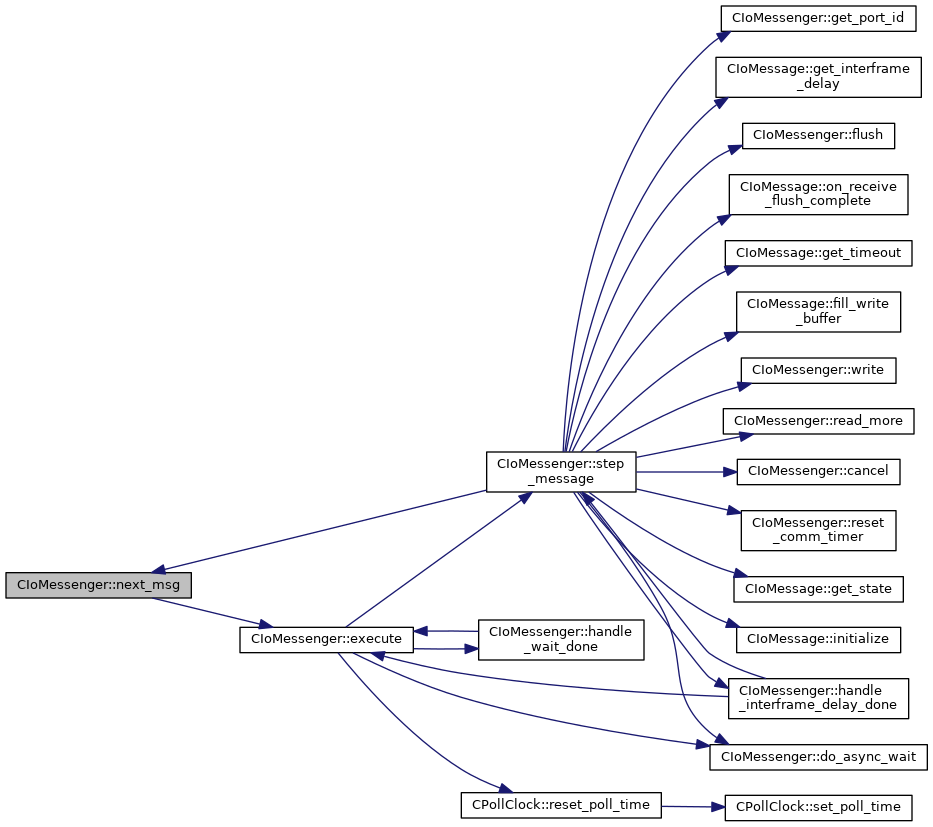 CIoMessenger::get_port_id
CIoMessage::get_interframe
_delay
CIoMessenger::flush
CIoMessage::on_receive
_flush_complete
CIoMessage::get_timeout
CIoMessage::fill_write
_buffer
CIoMessenger::write
CIoMessenger::read_more
CIoMessenger::step
_message
CIoMessenger::cancel
CIoMessenger::reset
_comm_timer
CIoMessenger::next_msg
CIoMessage::get_state
CIoMessenger::execute
CIoMessenger::handle
_wait_done
CIoMessage::initialize
CIoMessenger::handle
_interframe_delay_done
CIoMessenger::do_async_wait
CPollClock::reset_poll_time
CPollClock::set_poll_time